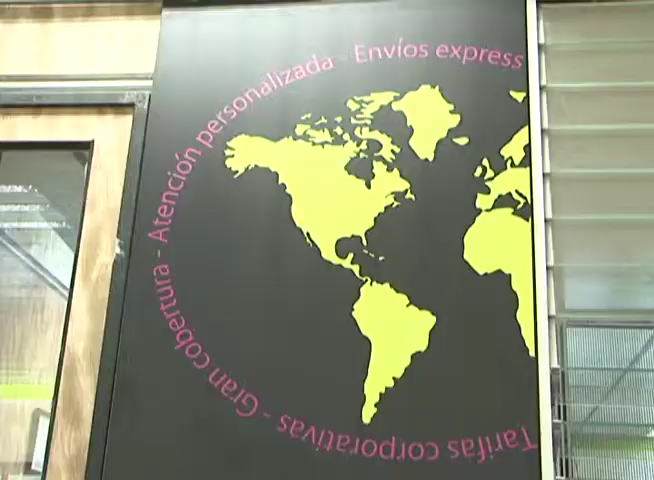 Tarifas corporativas - Gran cobertura - Atención personalizada - Envíos express